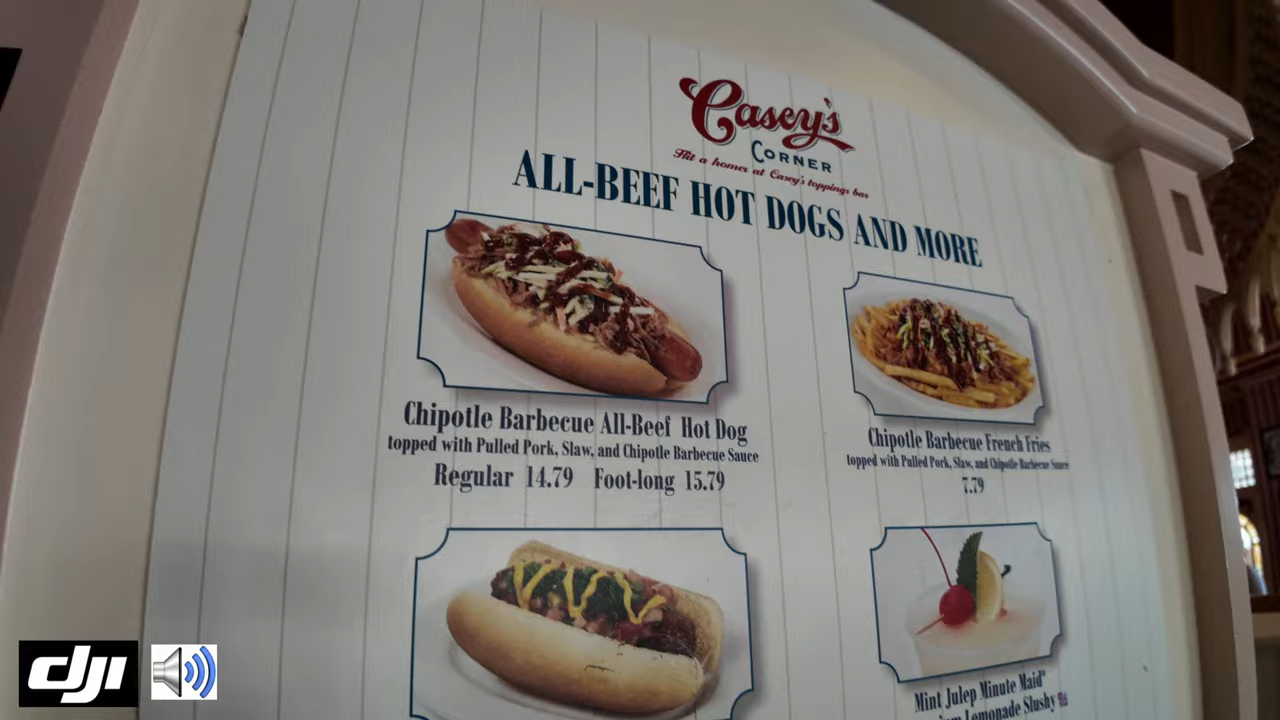 Casey's
CORNER
Hit a homer at Casey's toppings bar
ALL-BEEF HOT DOGS AND MORE
Chipotle Barbecue All-Beef Hot Dog
topped with Pulled Pork, Slaw, and Chipotle Barbecue Sauce
Regular 14.79 Foot-long 15.79
Chipotle Barbecue French Fries
topped with Pulled Pork, Slaw, and Chipotle Barbecue Sauce
7.79
Mint Julep Minute Maid®
Lemonade Slushy
dji